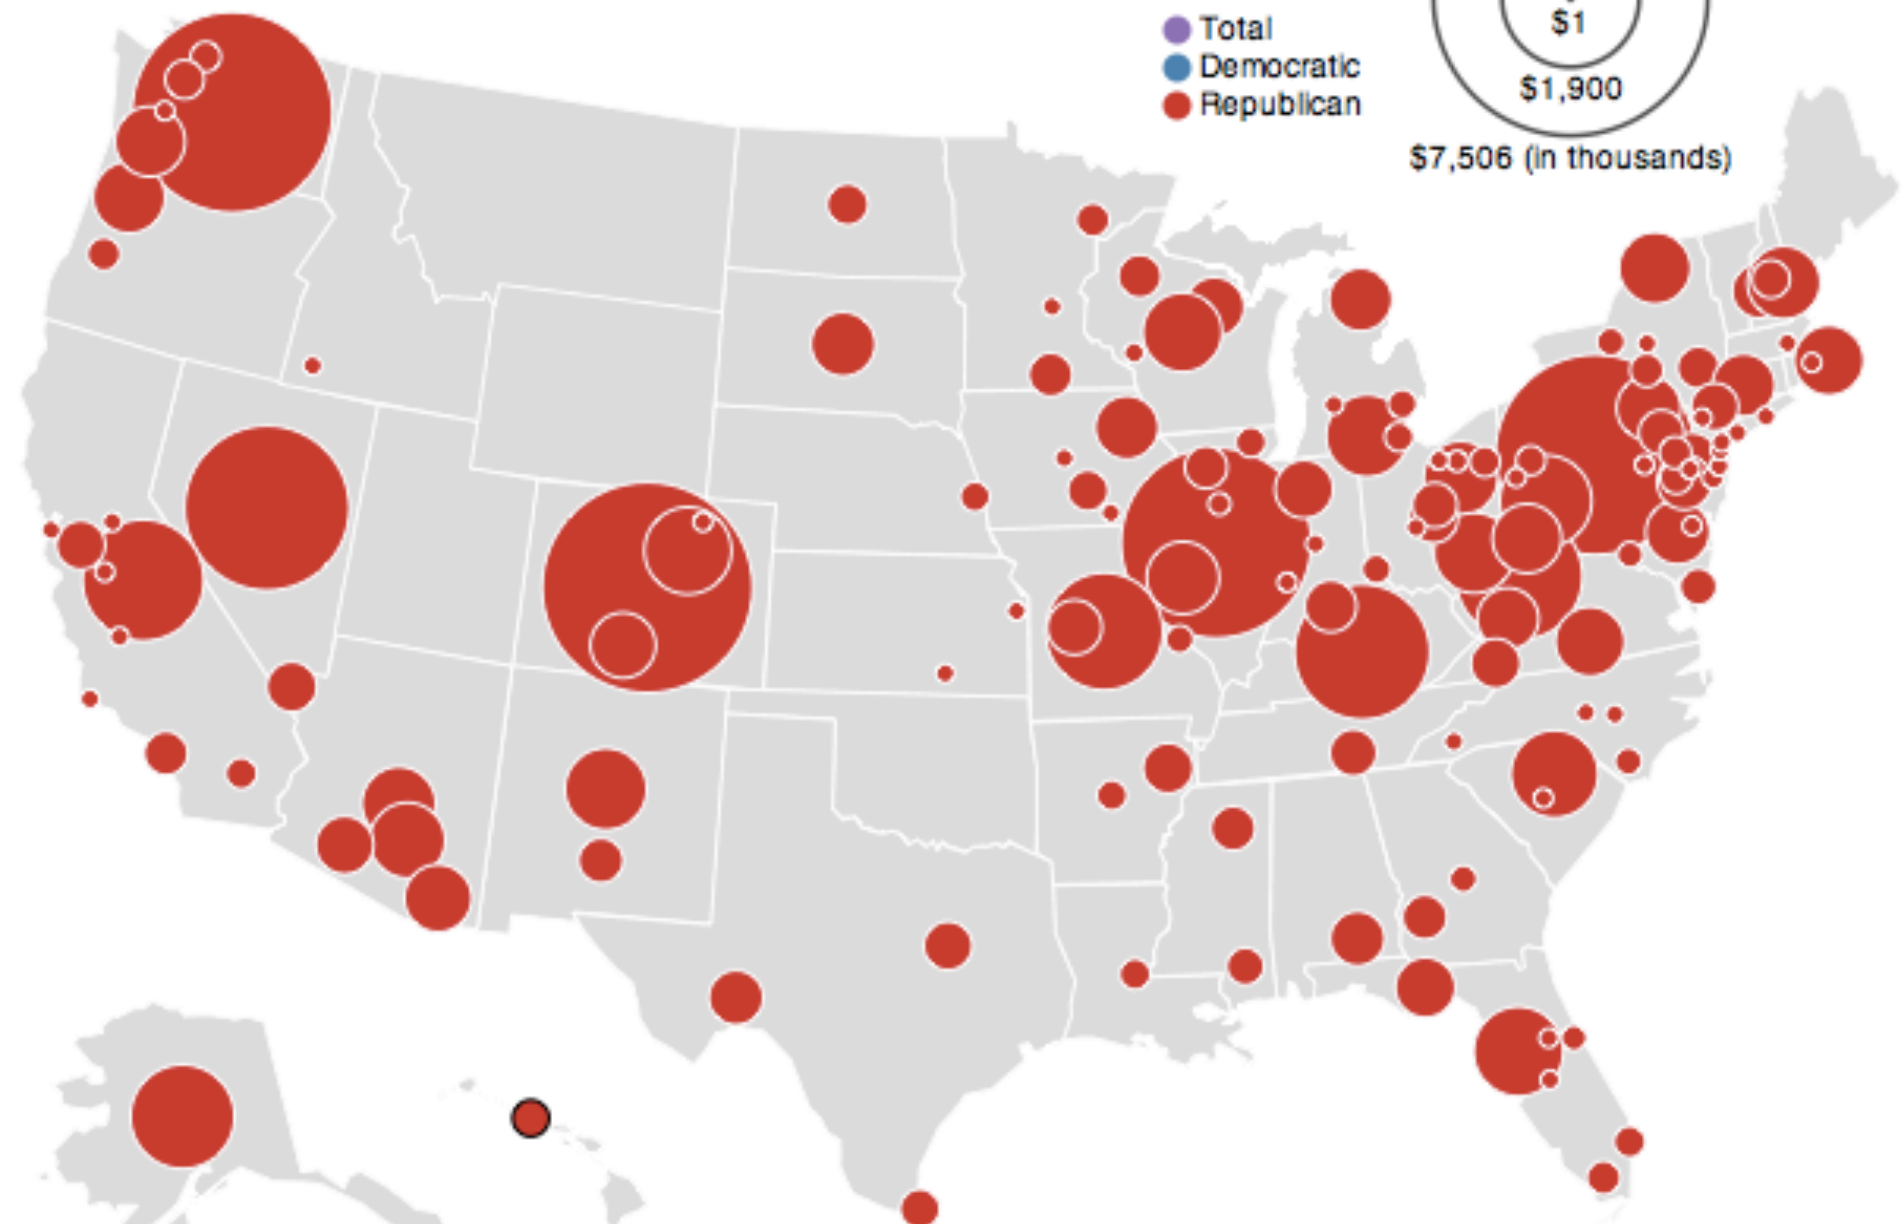 Total
Democratic
Republican
$1
$1,900
$7,506 (in thousands)